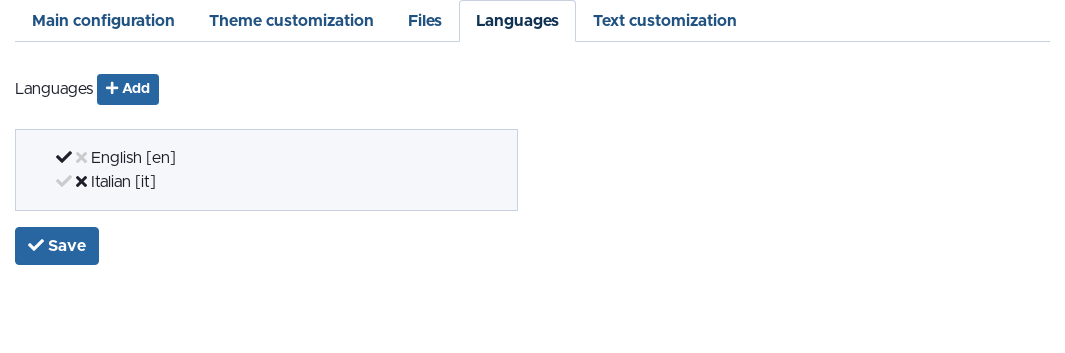 Main configuration Theme customization Files Languages Text customization
Languages Add
English [en]
Italian [it]
Save